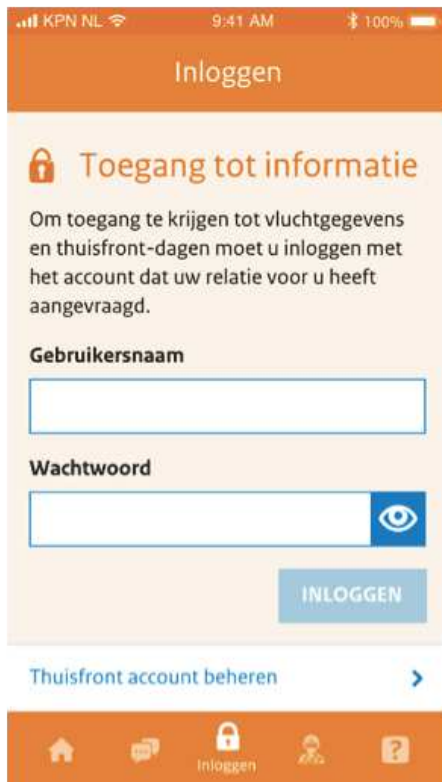 KPN NL 9:41 AM 100%
Inloggen
Toegang tot informatie
Om toegang te krijgen tot vluchtgegevens
en thuisfront-dagen moet u inloggen met
het account dat uw relatie voor u heeft
aangevraagd.
Gebruikersnaam
Wachtwoord
INLOGGEN
Thuisfront account beheren
Inloggen
?